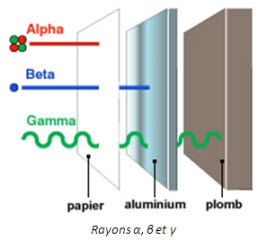 Alpha
Beta
Gamma
papier aluminium plomb
Rayons α, β et γ